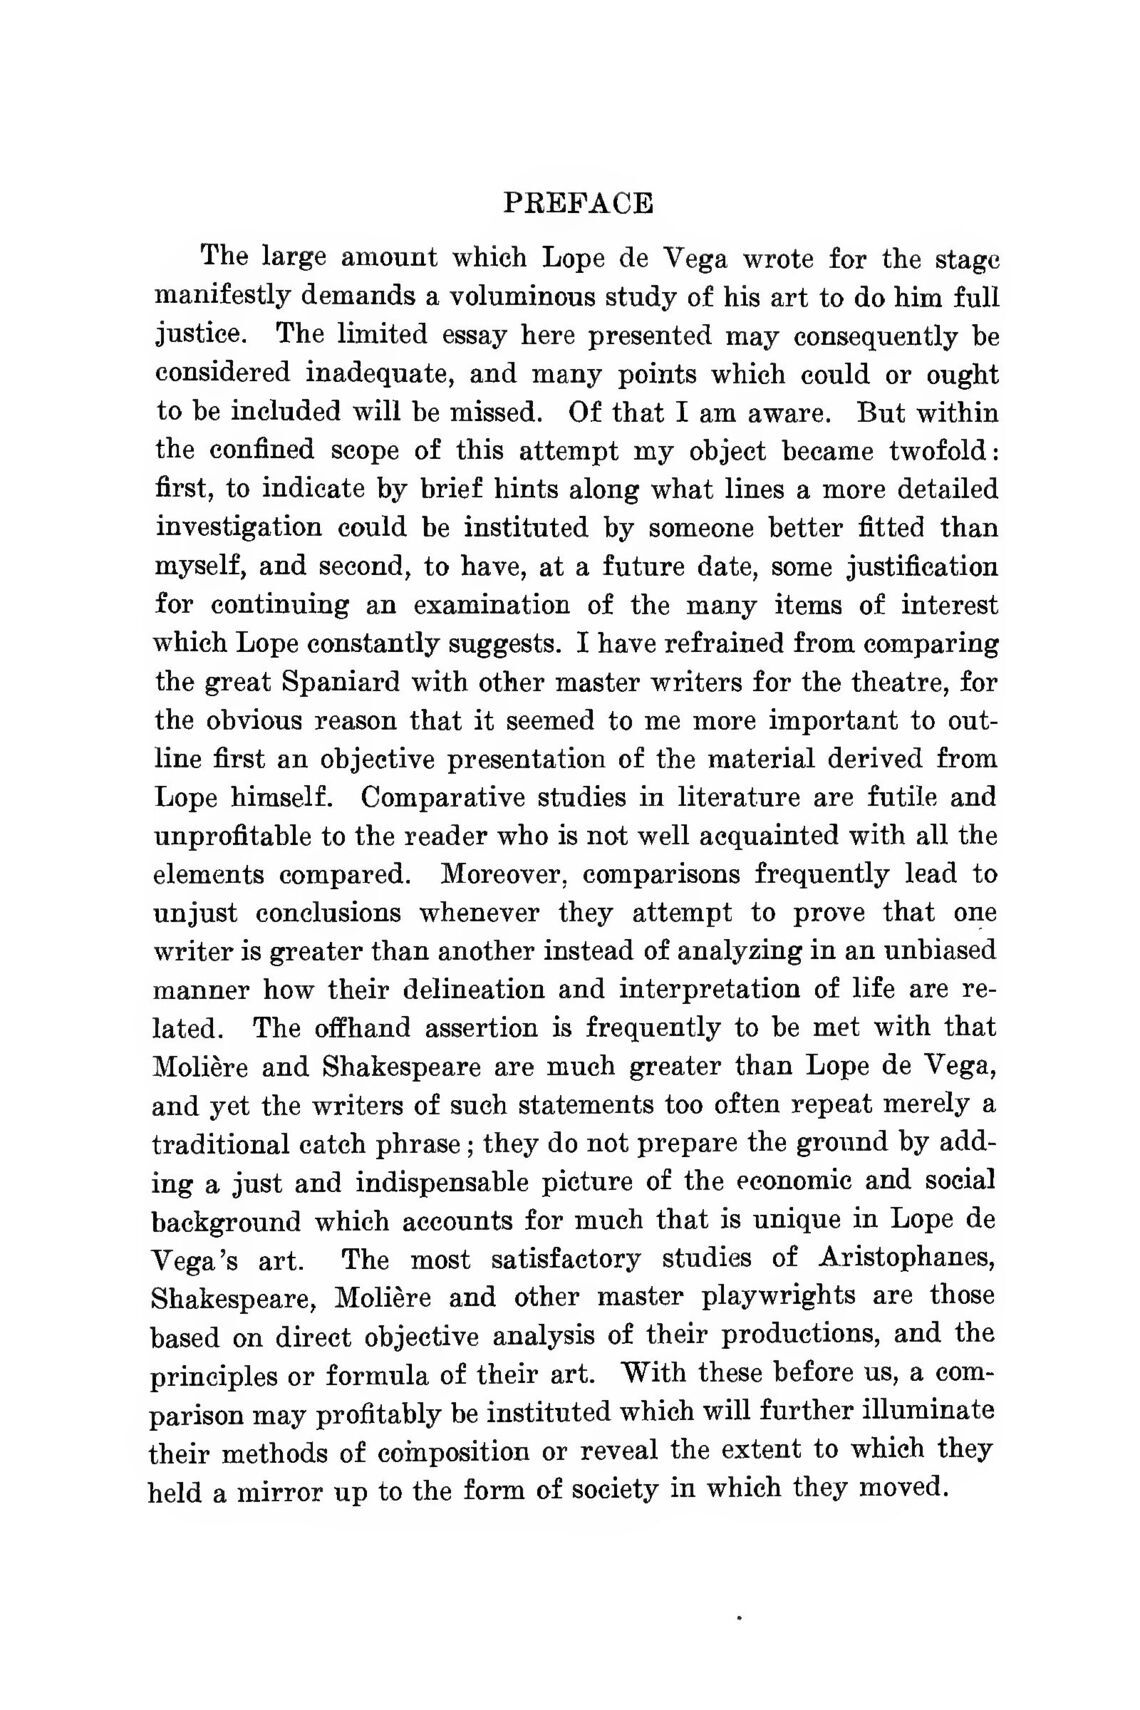 PREFACE
The large amount which Lope de Vega wrote for the stage
manifestly demands a voluminous study of his art to do him full
justice. The limited essay here presented may consequently be
considered inadequate, and many points which could or ought
to be included will be missed. Of that I am aware. But within
the confined scope of this attempt my object became twofold:
first, to indicate by brief hints along what lines a more detailed
investigation could be instituted by someone better fitted than
myself, and second, to have, at a future date, some justification
for continuing an examination of the many items of interest
which Lope constantly suggests. I have refrained from comparing
the great Spaniard with other master writers for the theatre, for
the obvious reason that it seemed to me more important to out-
line first an objective presentation of the material derived from
Lope himself. Comparative studies in literature are futile and
unprofitable to the reader who is not well acquainted with all the
elements compared. Moreover, comparisons frequently lead to
unjust conclusions whenever they attempt to prove that one
writer is greater than another instead of analyzing in an unbiased
manner how their delineation and interpretation of life are re-
lated. The offhand assertion is frequently to be met with that
Molière and Shakespeare are much greater than Lope de Vega,
and yet the writers of such statements too often repeat merely a
traditional catch phrase; they do not prepare the ground by add-
ing a just and indispensable picture of the economic and social
background which accounts for much that is unique in Lope de
Vega's art. The most satisfactory studies of Aristophanes,
Shakespeare, Molière and other master playwrights are those
based on direct objective analysis of their productions, and the
principles or formula of their art. With these before us, a com-
parison may profitably be instituted which will further illuminate
their methods of composition or reveal the extent to which they
held a mirror up to the form of society in which they moved.